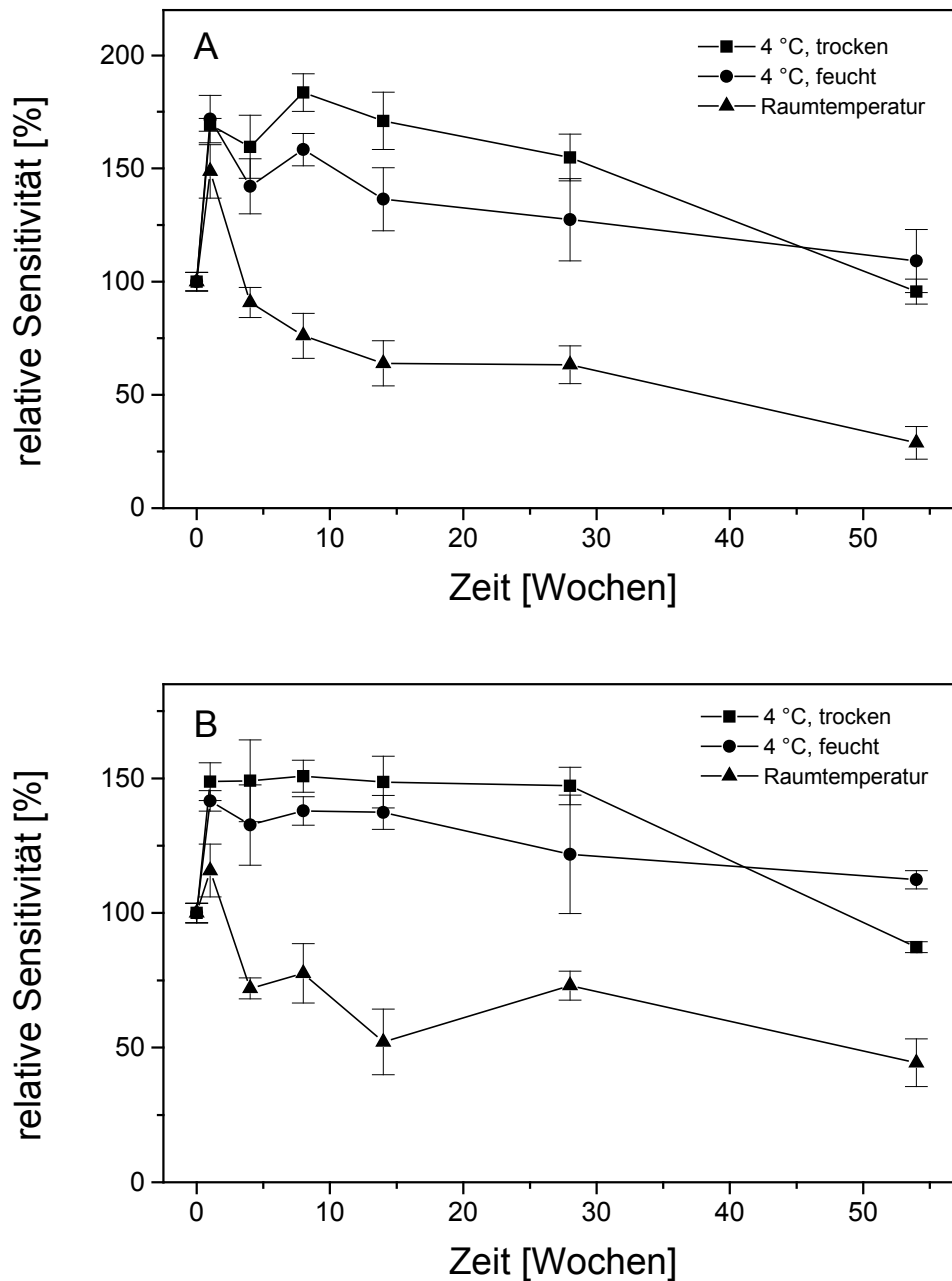 A
4 °C, trocken
4 °C, feucht
Raumtemperatur
relative Sensitivität [%]
200
150
100
50
0
0 10 20 30 40 50
Zeit [Wochen]
B
4 °C, trocken
4 °C, feucht
Raumtemperatur
relative Sensitivität [%]
150
100
50
0
0 10 20 30 40 50
Zeit [Wochen]